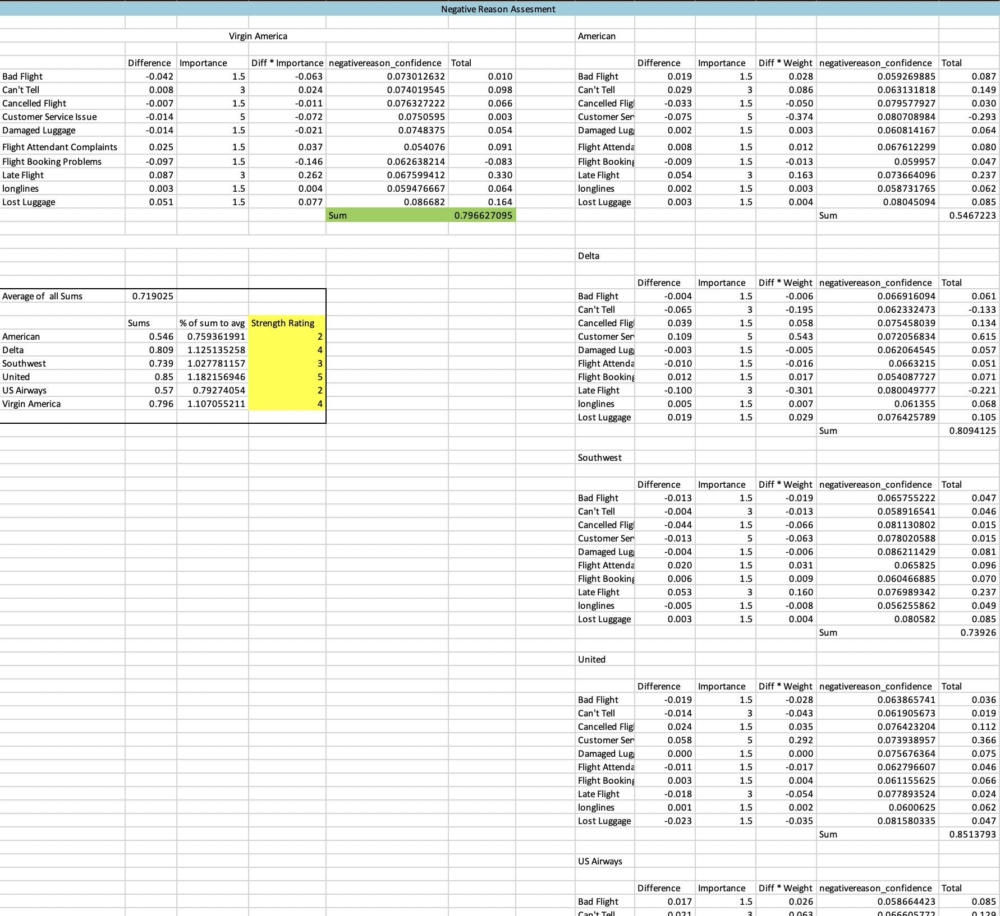 Negative Reason Assesment
Virgin America
Difference Importance Diff * Importance negativereason_confidence Total
Bad Flight -0.042 1.5 -0.063 0.073012632 0.010
Can't Tell 0.008 3 0.024 0.074019545 0.098
Cancelled Flight -0.007 1.5 -0.011 0.076327222 0.066
Customer Service Issue -0.014 5 -0.072 0.0750595 0.003
Damaged Luggage -0.014 1.5 -0.021 0.0748375 0.054
Flight Attendant Complaints 0.025 1.5 0.037 0.054076 0.091
Flight Booking Problems -0.097 1.5 -0.146 0.062638214 -0.083
Late Flight 0.087 3 0.262 0.067599412 0.330
longlines 0.003 1.5 0.004 0.059476667 0.064
Lost Luggage 0.051 1.5 0.077 0.086682 0.164
Sum 0.796627095
Average of all Sums 0.719025
Sums % of sum to avg Strength Rating
American 0.546 0.759361991 2
Delta 0.809 1.125135258 4
Southwest 0.739 1.027781157 3
United 0.85 1.182156946 5
US Airways 0.57 0.79274054 2
Virgin America 0.796 1.107055211 4
American
Difference Importance Diff * Weight negativereason_confidence Total
Bad Flight 0.019 1.5 0.028 0.059269885 0.087
Can't Tell 0.029 3 0.086 0.063131818 0.149
Cancelled Fligh -0.033 1.5 -0.050 0.079577927 0.030
Customer Serv -0.075 5 -0.374 0.080708984 -0.293
Damaged Lugg 0.002 1.5 0.003 0.060814167 0.064
Flight Attenda 0.008 1.5 0.012 0.067612299 0.080
Flight Booking -0.009 1.5 -0.013 0.059957 0.047
Late Flight 0.054 3 0.163 0.073664096 0.237
longlines 0.002 1.5 0.003 0.058731765 0.062
Lost Luggage 0.003 1.5 0.004 0.08045094 0.085
Sum 0.5467223
Delta
Difference Importance Diff * Weight negativereason_confidence Total
Bad Flight -0.004 1.5 -0.006 0.066916094 0.061
Can't Tell -0.065 3 -0.195 0.062332473 -0.133
Cancelled Fligh 0.039 1.5 0.058 0.075458039 0.134
Customer Serv 0.109 5 0.543 0.072056834 0.615
Damaged Lugg -0.003 1.5 -0.005 0.062064545 0.057
Flight Attenda -0.010 1.5 -0.016 0.0663215 0.051
Flight Booking 0.012 1.5 0.017 0.054087727 0.071
Late Flight -0.100 3 -0.301 0.080049777 -0.221
longlines 0.005 1.5 0.007 0.061355 0.068
Lost Luggage 0.019 1.5 0.029 0.076425789 0.105
Sum 0.8094125
Southwest
Difference Importance Diff * Weight negativereason_confidence Total
Bad Flight -0.013 1.5 -0.019 0.065755222 0.047
Can't Tell -0.004 3 -0.013 0.058916541 0.046
Cancelled Fligh -0.044 1.5 -0.066 0.081130802 0.015
Customer Serv -0.013 5 -0.063 0.078020588 0.015
Damaged Lugg -0.004 1.5 -0.006 0.086211429 0.081
Flight Attenda 0.020 1.5 0.031 0.065825 0.096
Flight Booking 0.006 1.5 0.009 0.060466885 0.070
Late Flight 0.053 3 0.160 0.076989342 0.237
longlines -0.005 1.5 -0.008 0.056255862 0.049
Lost Luggage 0.003 1.5 0.004 0.080582 0.085
Sum 0.73926
United
Difference Importance Diff * Weight negativereason_confidence Total
Bad Flight -0.019 1.5 -0.028 0.063865741 0.036
Can't Tell -0.014 3 -0.043 0.061905673 0.019
Cancelled Fligh 0.024 1.5 0.035 0.076423204 0.112
Customer Serv 0.058 5 0.292 0.073938957 0.366
Damaged Lugg 0.000 1.5 0.000 0.075676364 0.075
Flight Attenda -0.011 1.5 -0.017 0.062796607 0.046
Flight Booking 0.003 1.5 0.004 0.061155625 0.066
Late Flight -0.018 3 -0.054 0.077893524 0.024
longlines 0.001 1.5 0.002 0.0600625 0.062
Lost Luggage -0.023 1.5 -0.035 0.081580335 0.047
Sum 0.8513793
US Airways
Difference Importance Diff * Weight negativereason_confidence Total
Bad Flight 0.017 1.5 0.026 0.058664423 0.085
Can't Tell 0.021 3 0.063 0.066605772 0.129